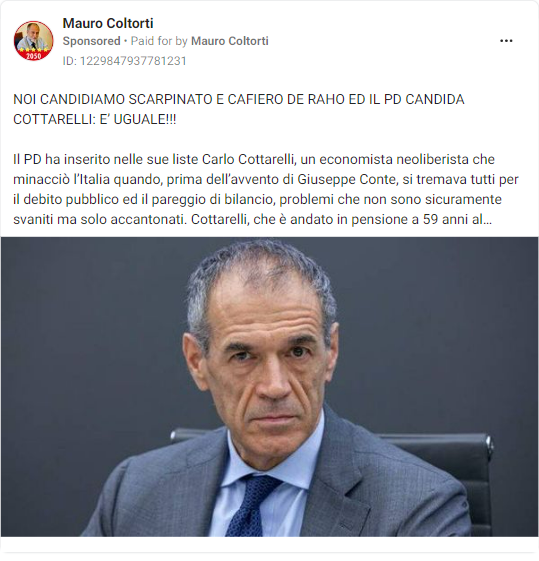 Mauro Coltorti
Sponsored • Paid for by Mauro Coltorti
ID: 1229847937781231
NOI CANDIDIAMO SCARPINATO E CAFIERO DE RAHO ED IL PD CANDIDA
COTTARELLI: E' UGUALE!!!
Il PD ha inserito nelle sue liste Carlo Cottarelli, un economista neoliberista che
minacciò l’Italia quando, prima dell’avvento di Giuseppe Conte, si tremava tutti per
il debito pubblico ed il pareggio di bilancio, problemi che non sono sicuramente
svaniti ma solo accantonati. Cottarelli, che è andato in pensione a 59 anni al...
2050